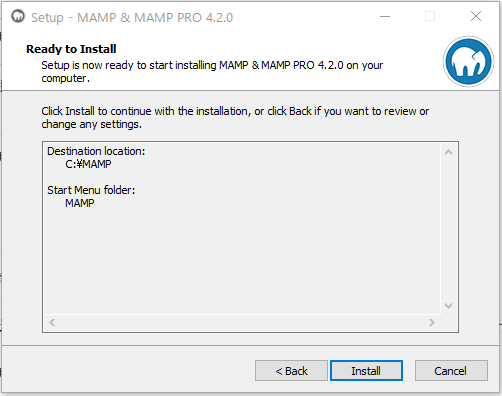 Setup - MAMP & MAMP PRO 4.2.0
Ready to Install
Setup is now ready to start installing MAMP & MAMP PRO 4.2.0 on your
computer.
Click Install to continue with the installation, or click Back if you want to review or
change any settings.
Destination location:
C:¥MAMP
Start Menu folder:
MAMP
< Back
Install
Cancel